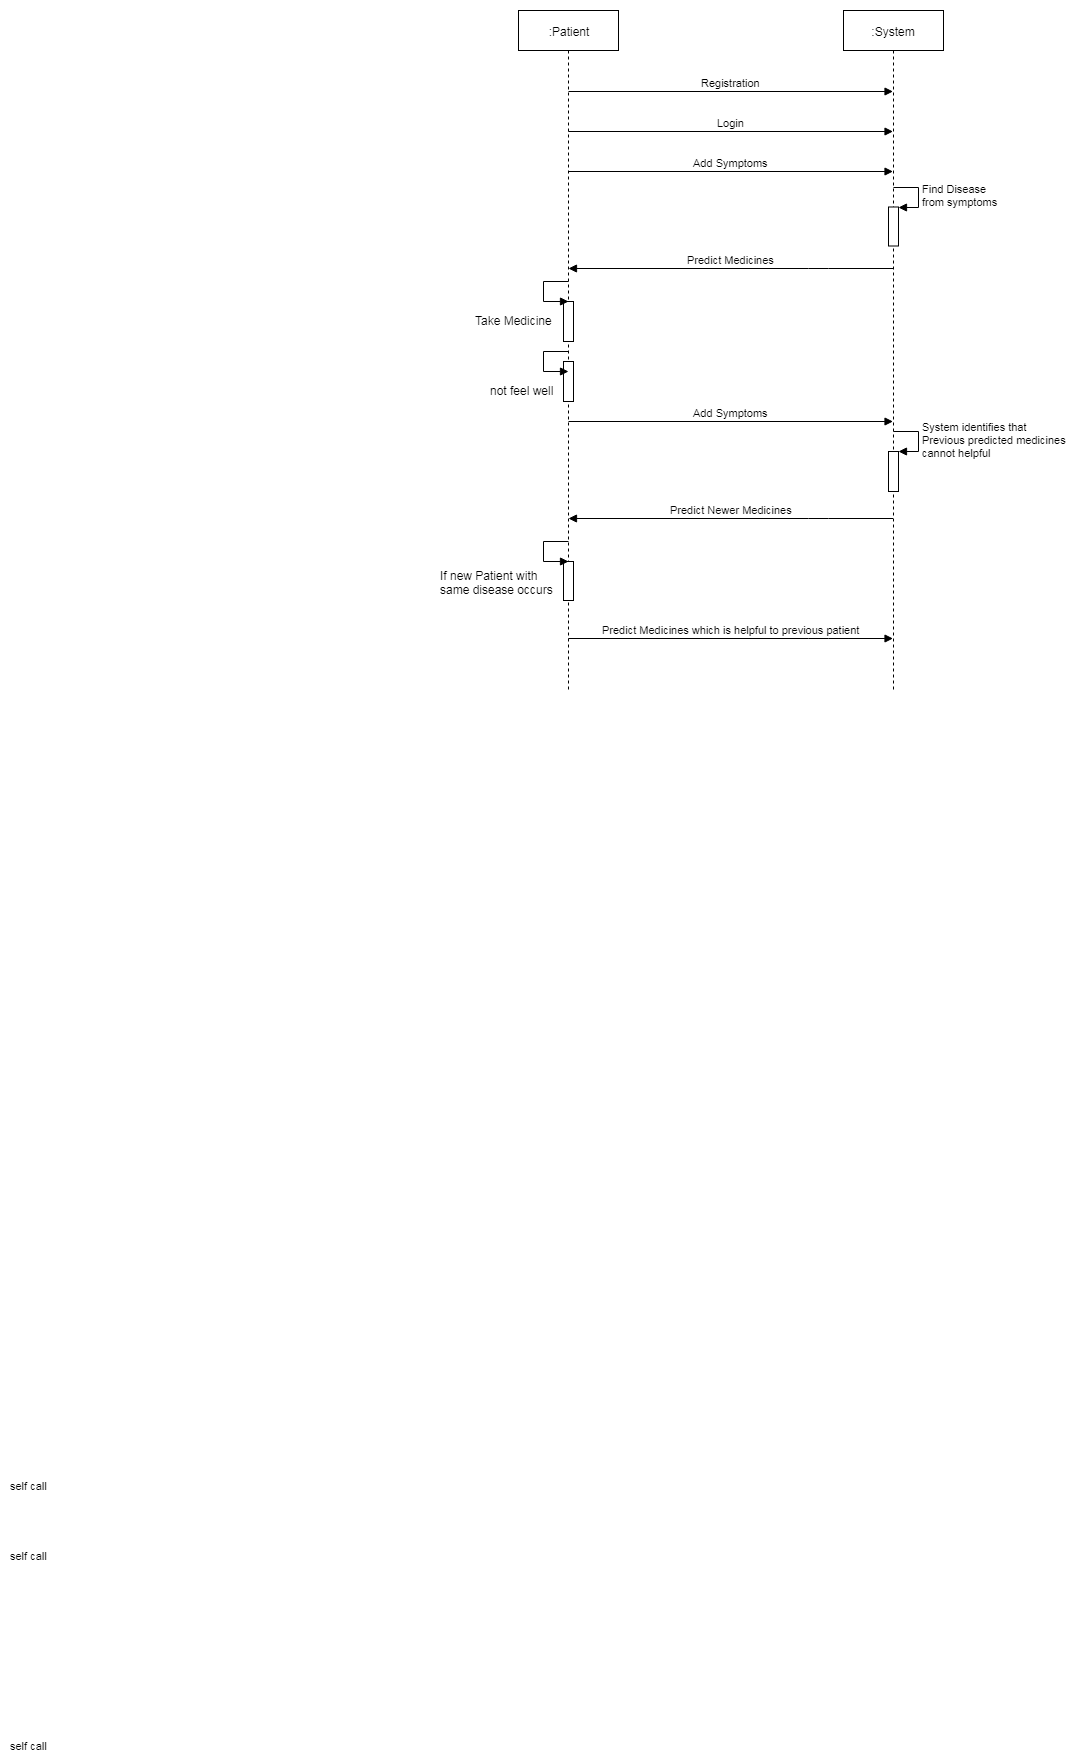 :Patient
:System
Registration
Login
Add Symptoms
Find Disease
from symptoms
Predict Medicines
Take Medicine
not feel well
Add Symptoms
System identifies that
Previous predicted medicines
cannot helpful
Predict Newer Medicines
If new Patient with
same disease occurs
Predict Medicines which is helpful to previous patient
self call
self call
self call